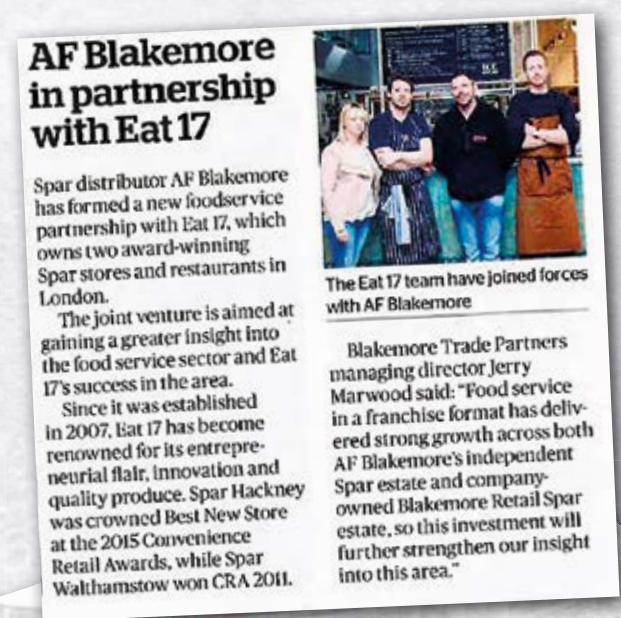 AF Blakemore
in partnership
with Eat 17
Spar distributor AF Blakemore
has formed a new foodservice
partnership with Eat 17, which
owns two award-winning
Spar stores and restaurants in
London.
The joint venture is aimed at
gaining a greater insight into
the food service sector and Eat
17's success in the area.
Since it was established
in 2007, Eat 17 has become
renowned for its entrepre-
neurial flair, innovation and
quality produce. Spar Hackney
was crowned Best New Store
at the 2015 Convenience
Retail Awards, while Spar
Walthamstow won CRA 2011.
The Eat 17 team have joined forces
with AF Blakemore
Blakemore Trade Partners
managing director Jerry
Marwood said: "Food service
in a franchise format has deliv-
ered strong growth across both
AF Blakemore's independent
Spar estate and company-
owned Blakemore Retail Spar
estate, so this investment will
further strengthen our insight
into this area."